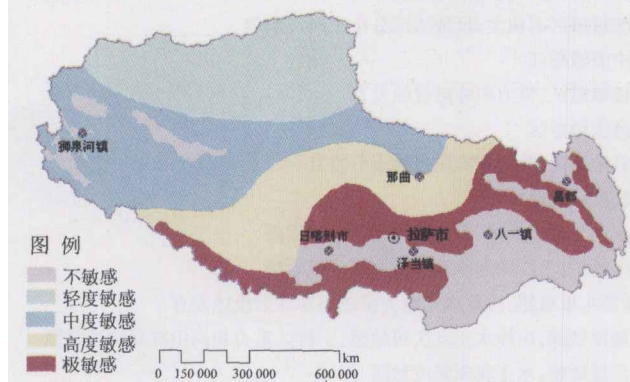 狮泉河镇
那曲
昌都
日喀则市
拉萨市
八一镇
泽当镇
图 例
不敏感
轻度敏感
中度敏感
高度敏感
极敏感
km
0 150 000 300 000 600 000